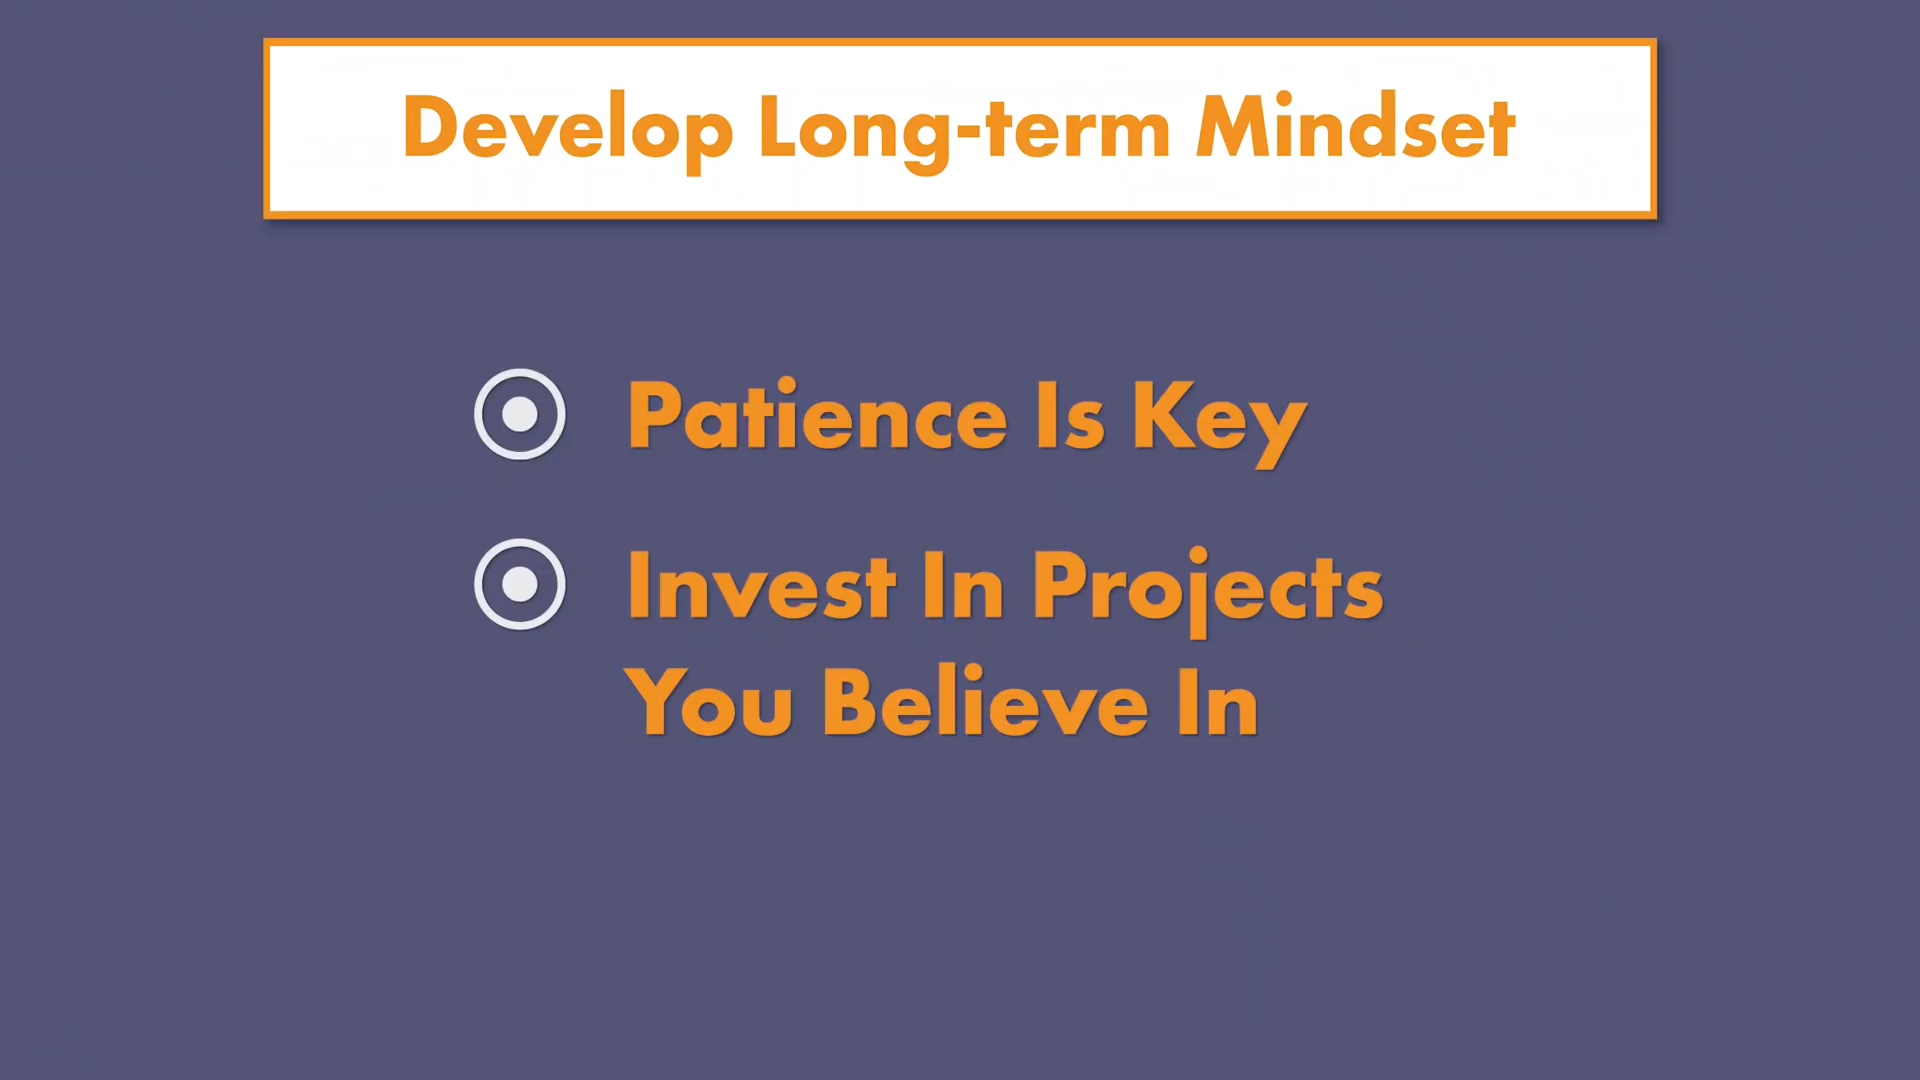 Develop Long-term Mindset
Patience Is Key
Invest In Projects
You Believe In